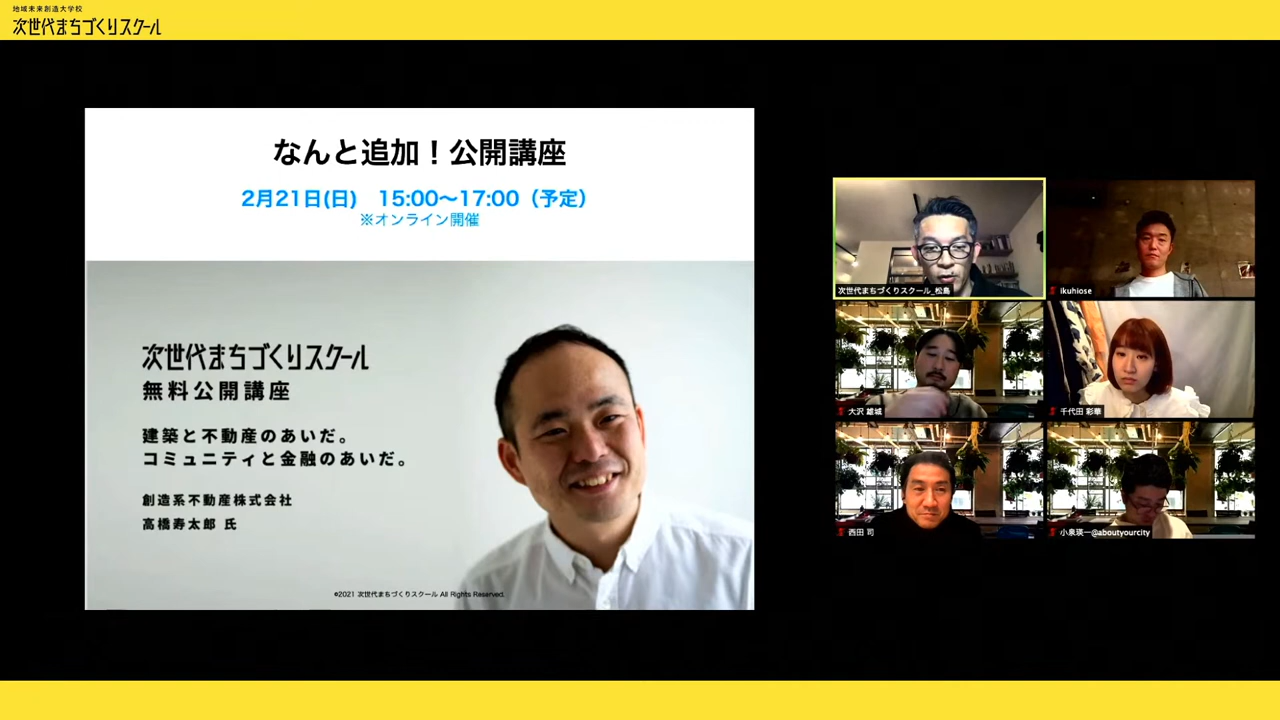 地域未来創造大学校
次世代まちづくりスクール
なんと追加！公開講座
2月21日(日)　15:00〜17:00（予定）
※オンライン開催
次世代まちづくりスクール
無料公開講座
建築と不動産のあいだ。
コミュニティと金融のあいだ。
創造系不動産株式会社
高橋寿太郎 氏
©2021 次世代まちづくりスクール All Rights Reserved.
次世代まちづくりスクール_松島
ikuhiose
大沢 雄城
千代田 彩華
西田 司
小泉瑛一@aboutyourcity